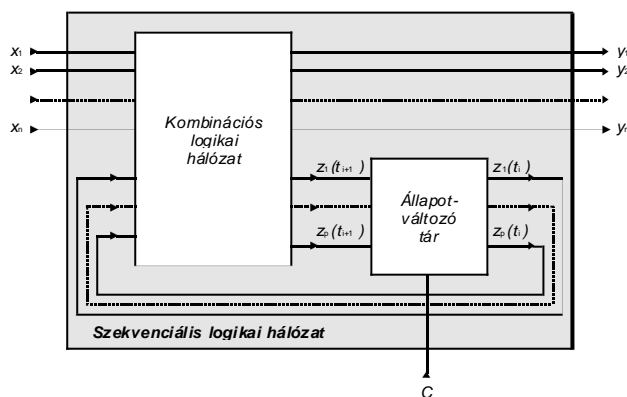 x1
y1
x2
y2
xn
yn
Kombinációs
logikai
hálózat
z1(ti+1)
z1(ti)
Állapot-
változó
tár
zp(ti+1)
zp(ti)
Szekvenciális logikai hálózat
C